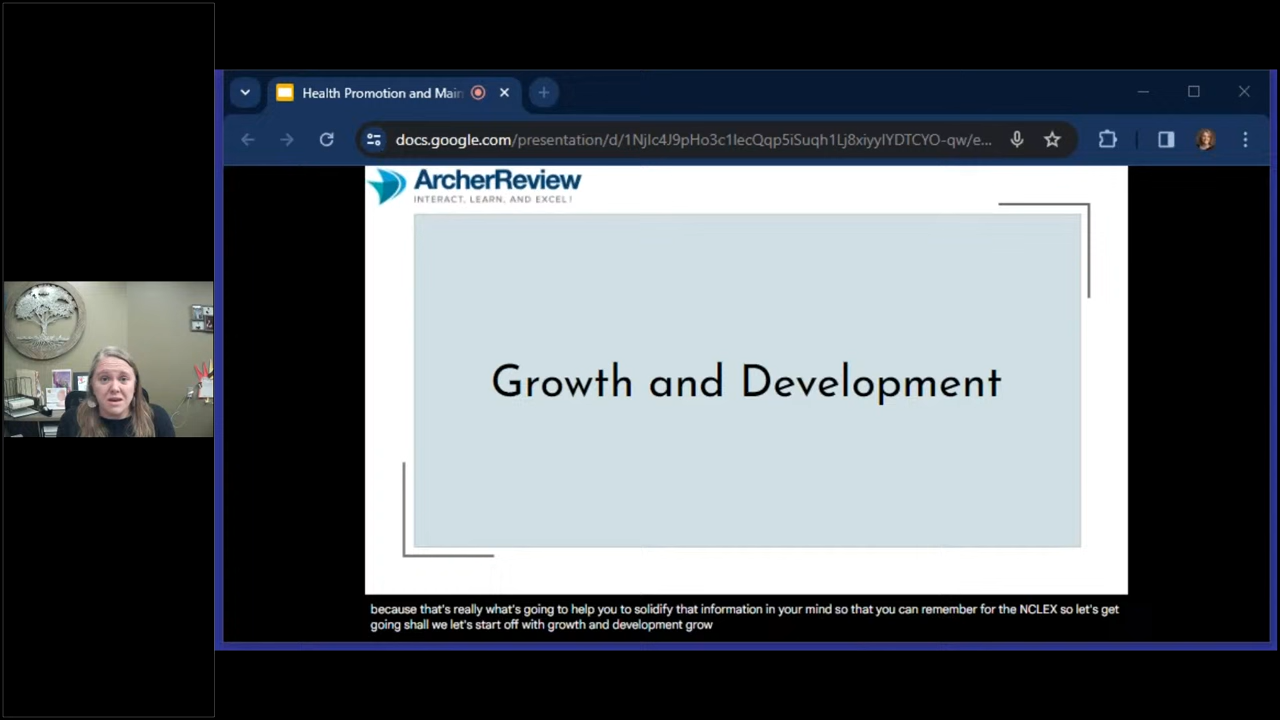 Health Promotion and Main
docs.google.com/presentation/d/1NjIc4J9pHo3c1lecQqp5iSuqh1Lj8xiyylYDTCYO-qw/e...
ArcherReview
INTERACT, LEARN, AND EXCEL!
Growth and Development
because that's really what's going to help you to solidify that information in your mind so that you can remember for the NCLEX so let's get
going shall we let's start off with growth and development grow